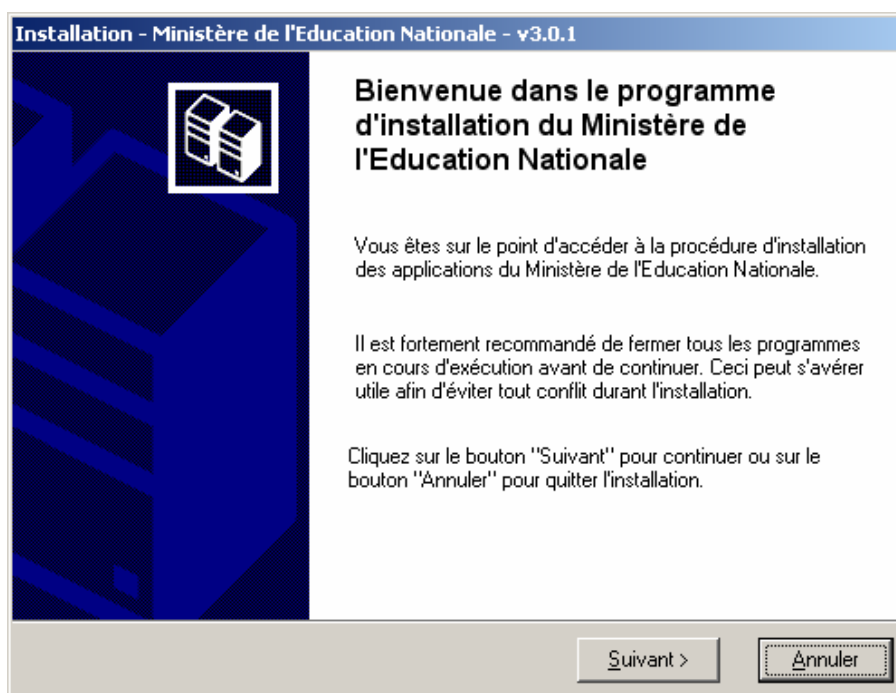 Installation - Ministère de l'Education Nationale - v3.0.1
Bienvenue dans le programme
d'installation du Ministère de
l'Education Nationale
Vous êtes sur le point d'accéder à la procédure d'installation
des applications du Ministère de l'Education Nationale.
Il est fortement recommandé de fermer tous les programmes
en cours d'exécution avant de continuer. Ceci peut s'avérer
utile afin d'éviter tout conflit durant l'installation.
Cliquez sur le bouton "Suivant" pour continuer ou sur le
bouton "Annuler" pour quitter l'installation.
Suivant > Annuler